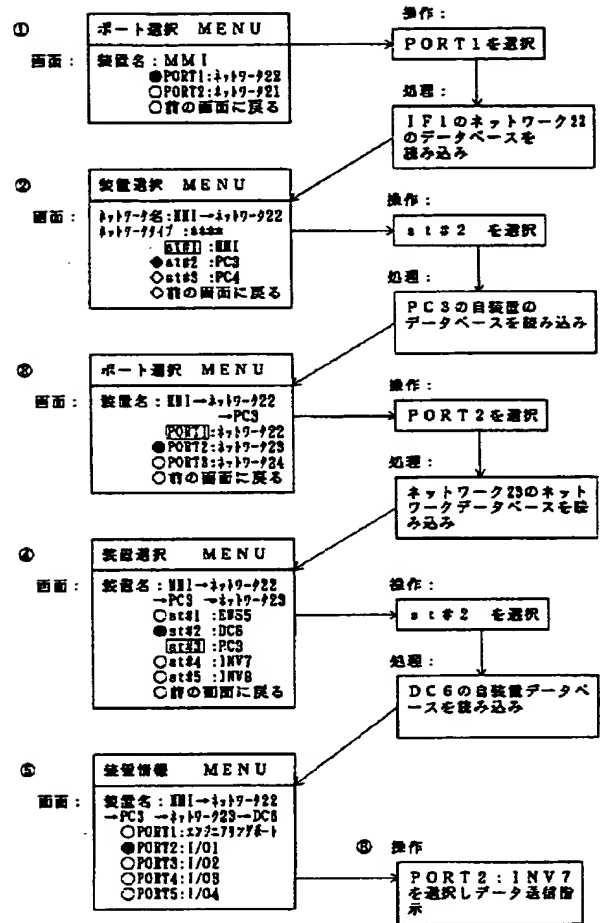 ①
ポート選択 MENU
画面：
装置名：MMI
●PORT1:ネットワーク22
○PORT2:ネットワーク21
○前の画面に戻る
操作：
PORT1を選択
処理：
IF1のネットワーク22
のデータベースを
読み込み
②
装置選択 MENU
画面：
ネットワーク名:MMI→ネットワーク22
ネットワークタイプ:****
st#1:MMI
◆st#2:PC3
◇st#3:PC4
◇前の画面に戻る
操作：
st#2 を選択
処理：
PC3の自装置の
データベースを読み込み
③
ポート選択 MENU
画面：
装置名：MMI→ネットワーク22
→PC3
PORT1:ネットワーク22
●PORT2:ネットワーク23
○PORT3:ネットワーク24
○前の画面に戻る
操作：
PORT2を選択
処理：
ネットワーク23のネット
ワークデータベースを読
み込み
④
装置選択 MENU
画面：
装置名：MMI→ネットワーク22
→PC3 →ネットワーク23
○st#1:EWS5
●st#2:DC6
st#3:PC3
○st#4:INV7
○st#5:INV8
○前の画面に戻る
操作：
st#2 を選択
処理：
DC6の自装置データベ
ースを読み込み
⑤
装置情報 MENU
画面：
装置名：MMI→ネットワーク22
→PC3 →ネットワーク23→DC6
○PORT1:エンジニアリングポート
●PORT2:I/O1
○PORT3:I/O2
○PORT4:I/O3
○PORT5:I/O4
⑥ 操作
PORT2:INV7
を選択しデータ送信指
示